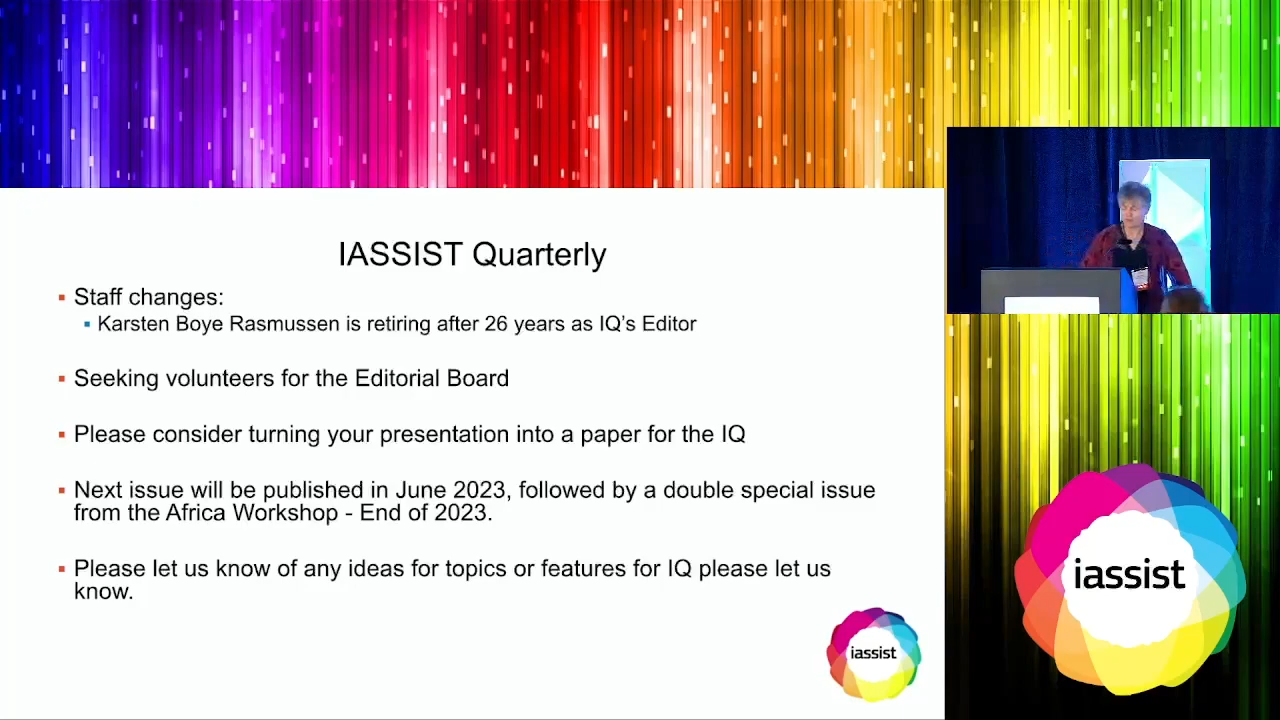 IASSIST Quarterly
▪ Staff changes:
▪ Karsten Boye Rasmussen is retiring after 26 years as IQ's Editor
▪ Seeking volunteers for the Editorial Board
▪ Please consider turning your presentation into a paper for the IQ
▪ Next issue will be published in June 2023, followed by a double special issue
from the Africa Workshop - End of 2023.
▪ Please let us know of any ideas for topics or features for IQ please let us
know.
iassist
iassist